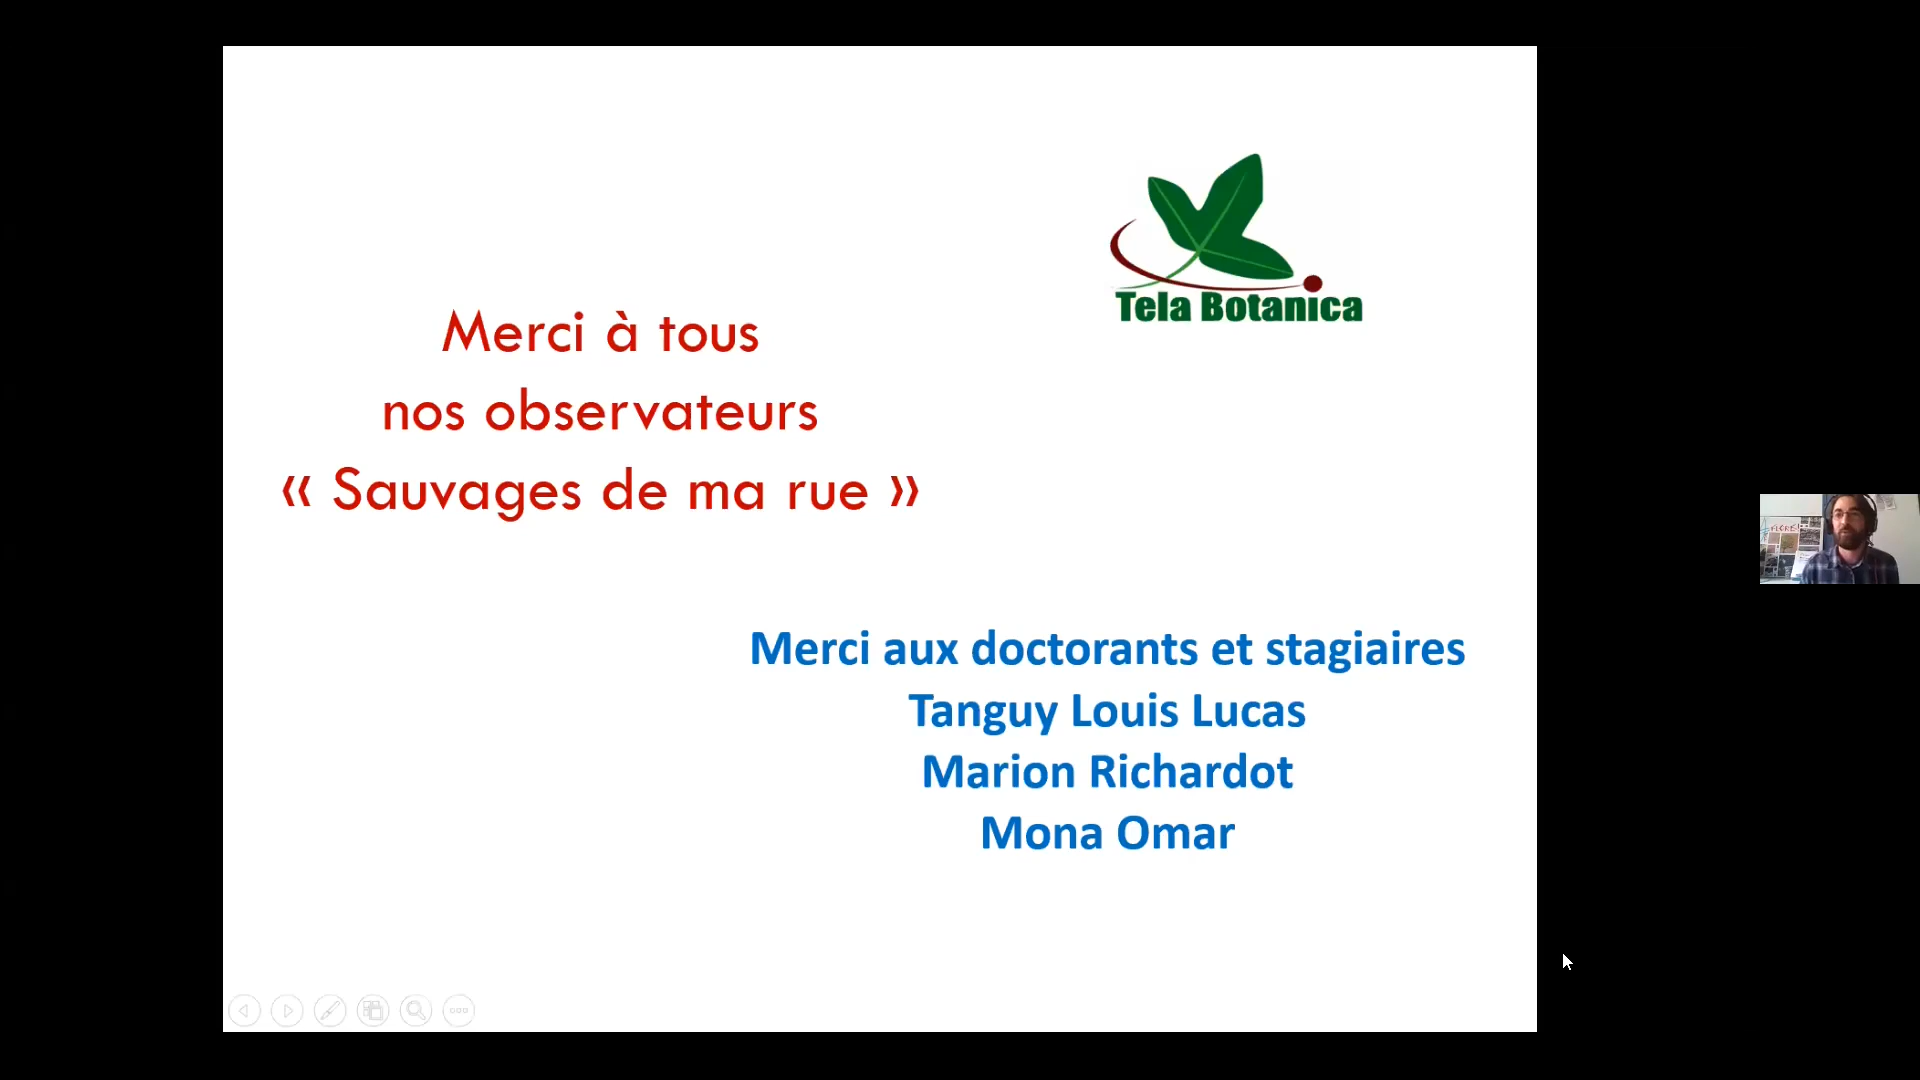 Tela Botanica
Merci à tous
nos observateurs
« Sauvages de ma rue »
Merci aux doctorants et stagiaires
Tanguy Louis Lucas
Marion Richardot
Mona Omar